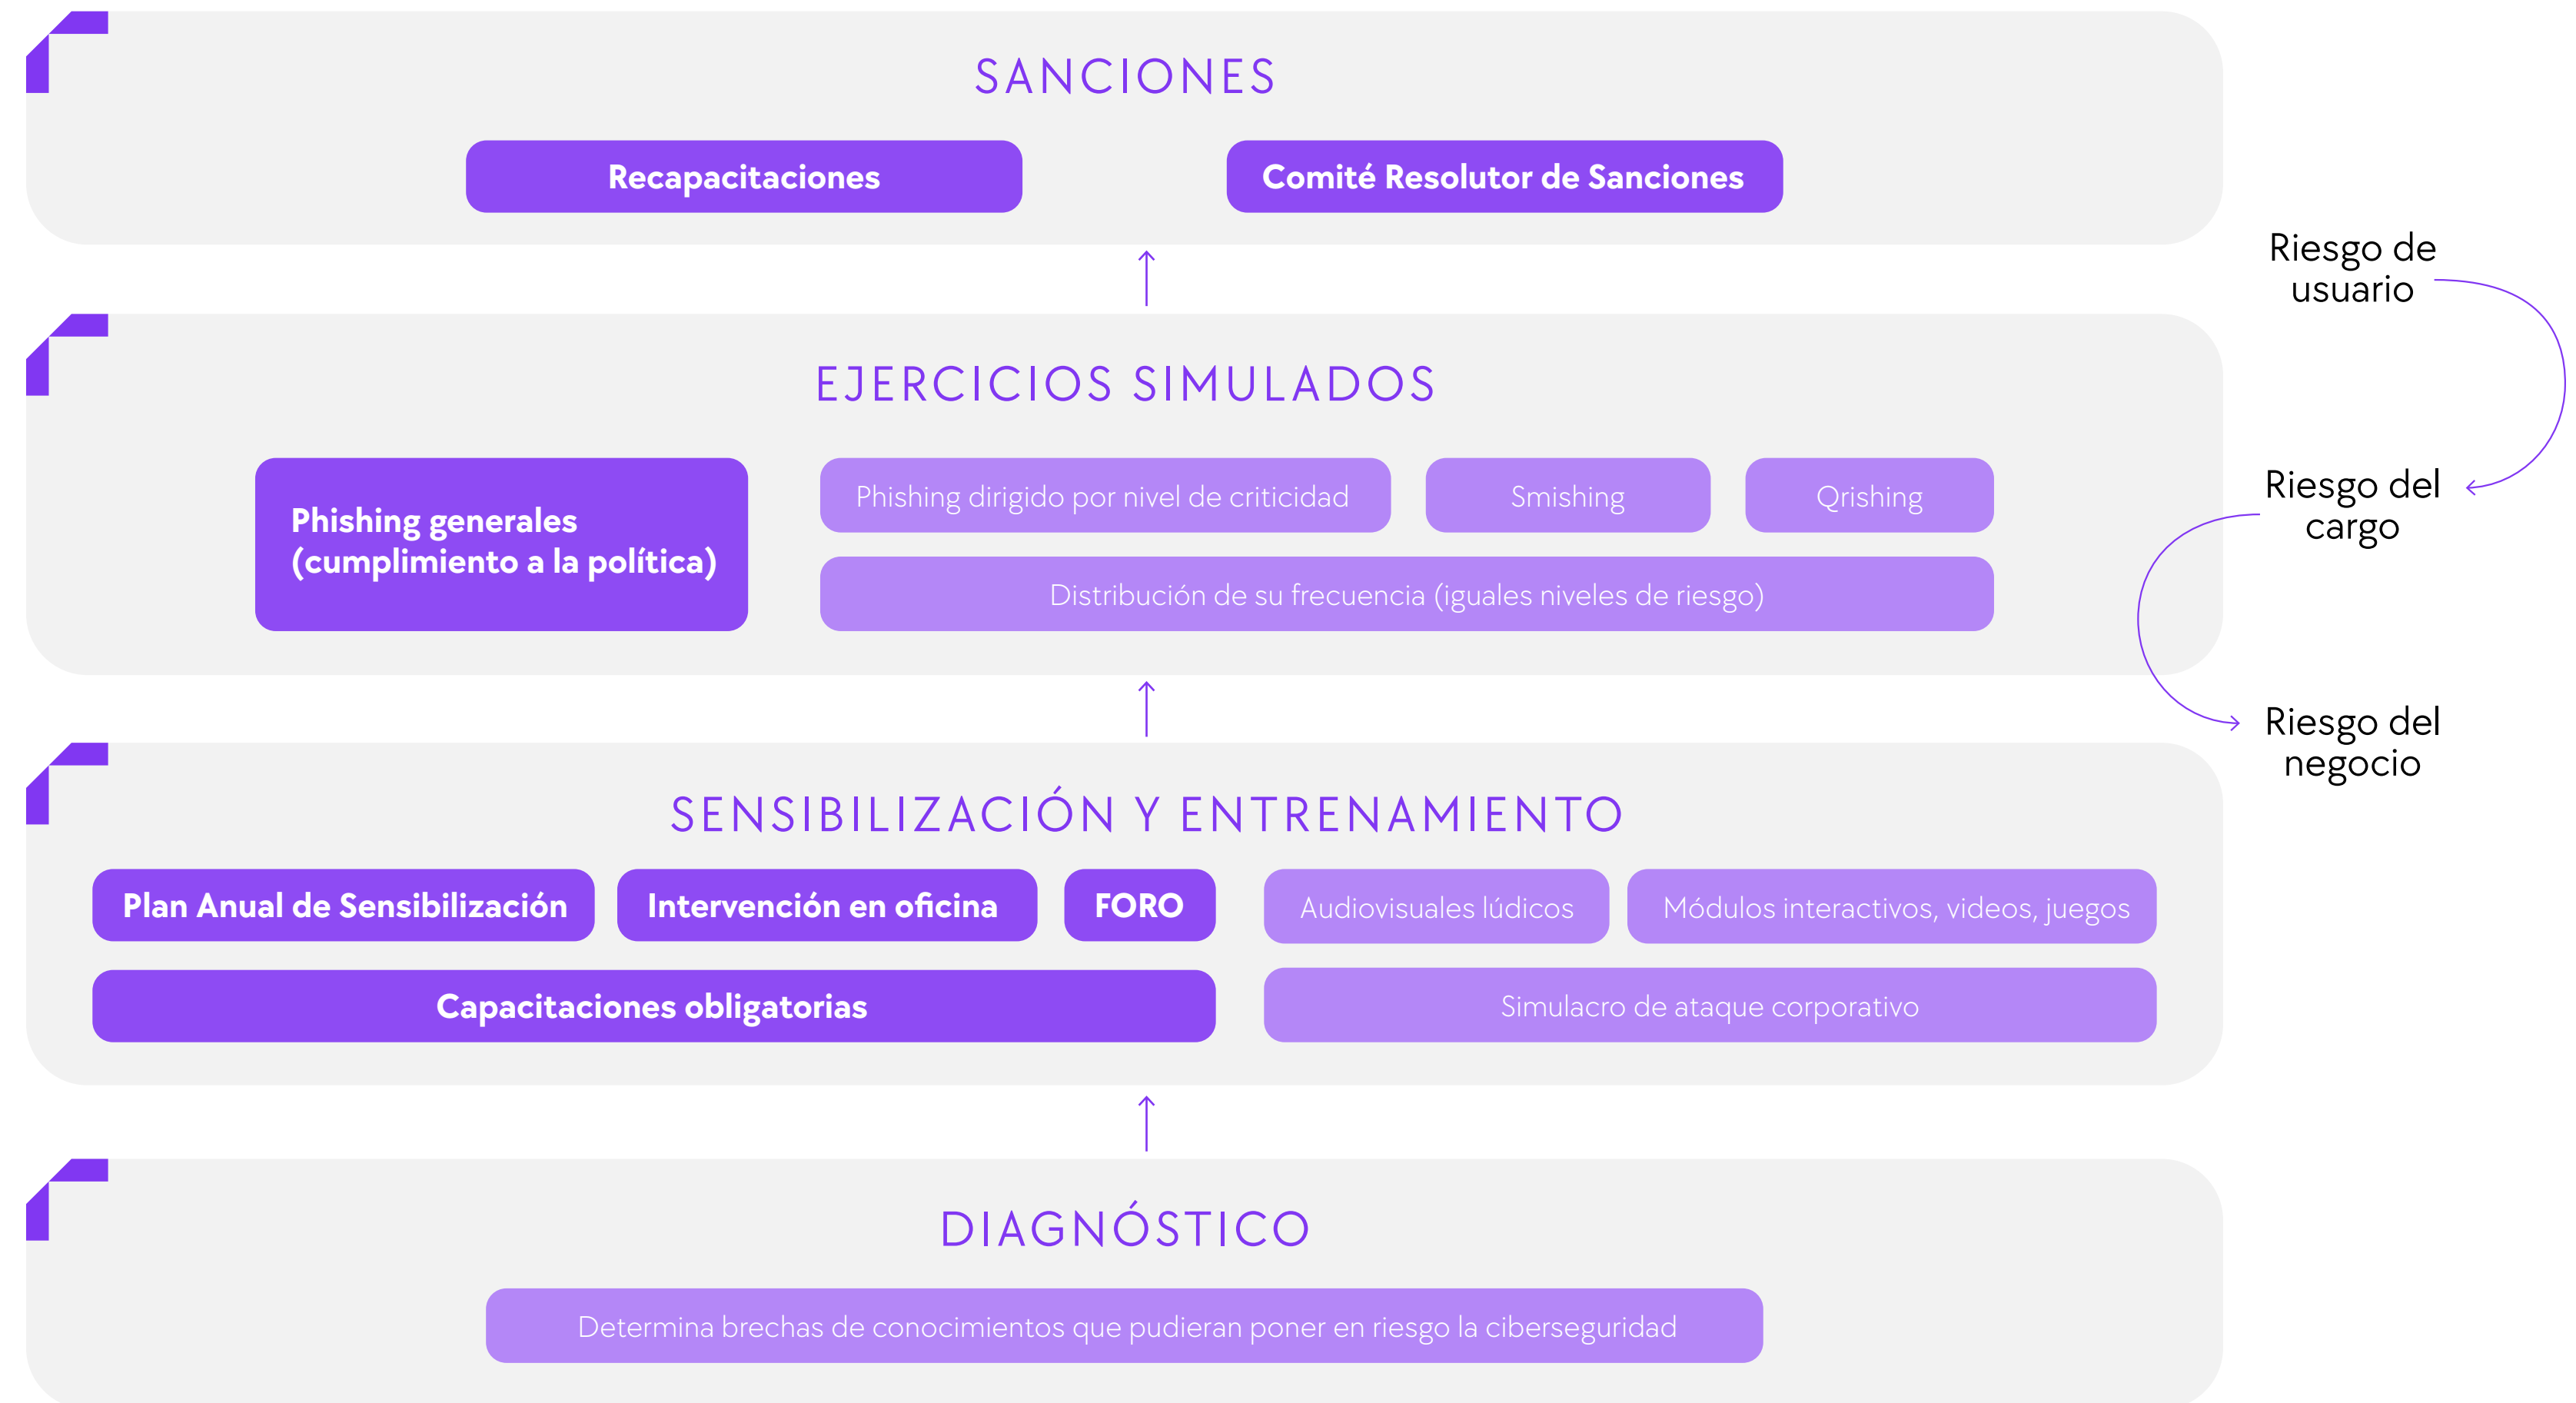 SANCIONES
Recapacitaciones
Comité Resolutor de Sanciones
EJERCICIOS SIMULADOS
Phishing generales
(cumplimiento a la política)
Phishing dirigido por nivel de criticidad
Smishing
Qrishing
Distribución de su frecuencia (iguales niveles de riesgo)
SENSIBILIZACIÓN Y ENTRENAMIENTO
Plan Anual de Sensibilización
Intervención en oficina
FORO
Audiovisuales lúdicos
Módulos interactivos, videos, juegos
Capacitaciones obligatorias
Simulacro de ataque corporativo
DIAGNÓSTICO
Determina brechas de conocimientos que pudieran poner en riesgo la ciberseguridad
Riesgo de
usuario
Riesgo del
cargo
Riesgo del
negocio